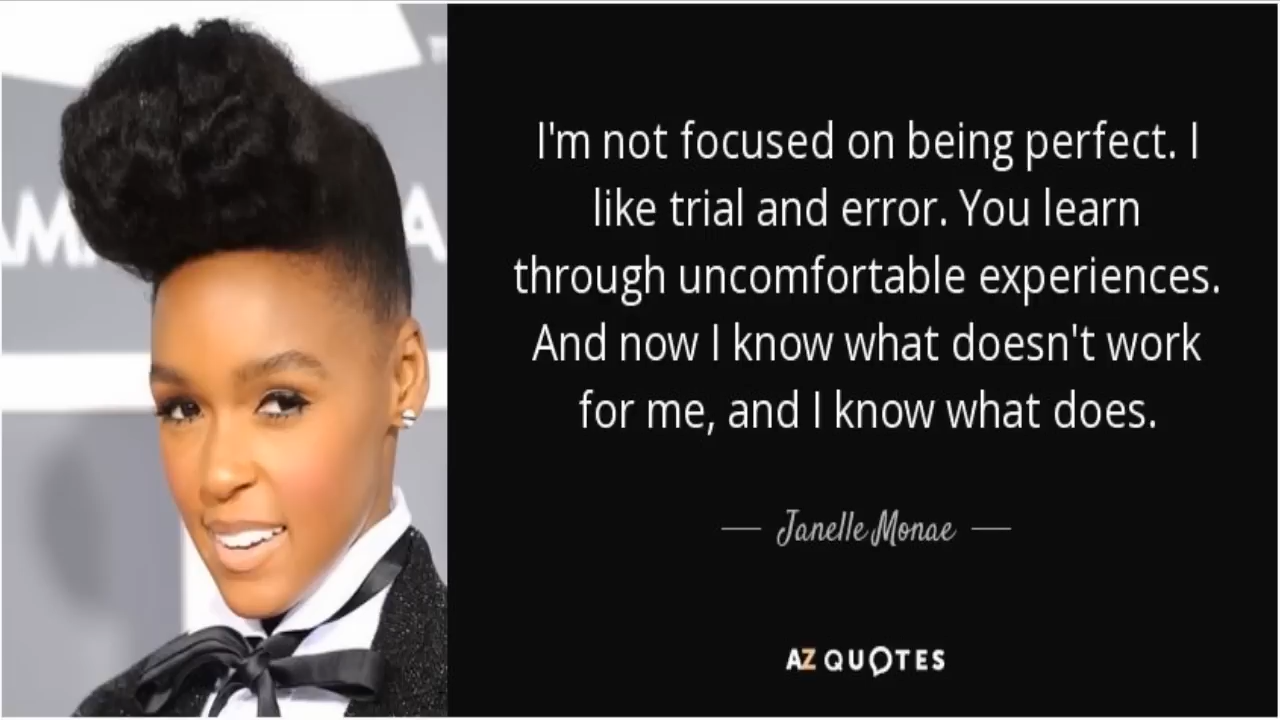 I'm not focused on being perfect. I
like trial and error. You learn
through uncomfortable experiences.
And now I know what doesn't work
for me, and I know what does.
Janelle Monae
AZ QUOTES